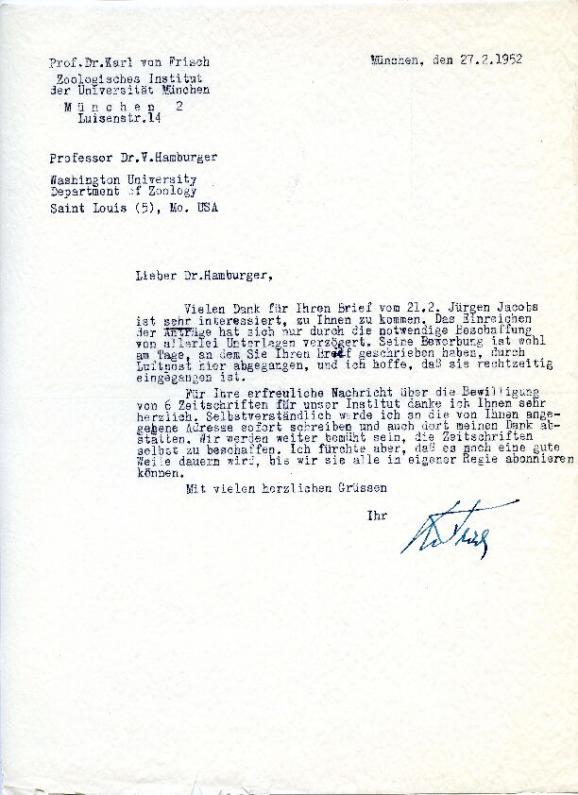 Prof.Dr.Karl von Frisch
München, den 27.2.1952
Zoologisches Institut
der Universität München
M ü n c h e n  2
Luisenstr.14
Professor Dr.V.Hamburger
Washington University
Department of Zoology
Saint Louis (5), Mo. USA
Lieber Dr.Hamburger,
Vielen Dank für Ihren Brief vom 21.2. Jürgen Jacobs
ist sehr interessiert, zu Ihnen zu kommen. Das Einreichen
der Anträge hat sich nur durch die notwendige Beschaffung
von allerlei Unterlagen verzögert. Seine Bewerbung ist wohl
am Tage, an dem Sie Ihren Brief geschrieben haben, durch
Luftpost hier abgegangen, und ich hoffe, daß sie rechtzeitig
eingegangen ist.
Für Ihre erfreuliche Nachricht über die Bewilligung
von 6 Zeitschriften für unser Institut danke ich Ihnen sehr
herzlich. Selbstverständlich werde ich an die von Ihnen ange-
gebene Adresse sofort schreiben und auch dort meinen Dank ab-
statten. Wir werden weiter bemüht sein, die Zeitschriften
selbst zu beschaffen. Ich fürchte aber, daß es noch eine gute
Weile dauern wird, bis wir sie alle in eigener Regie abonnieren
können.
Mit vielen herzlichen Grüssen
Ihr